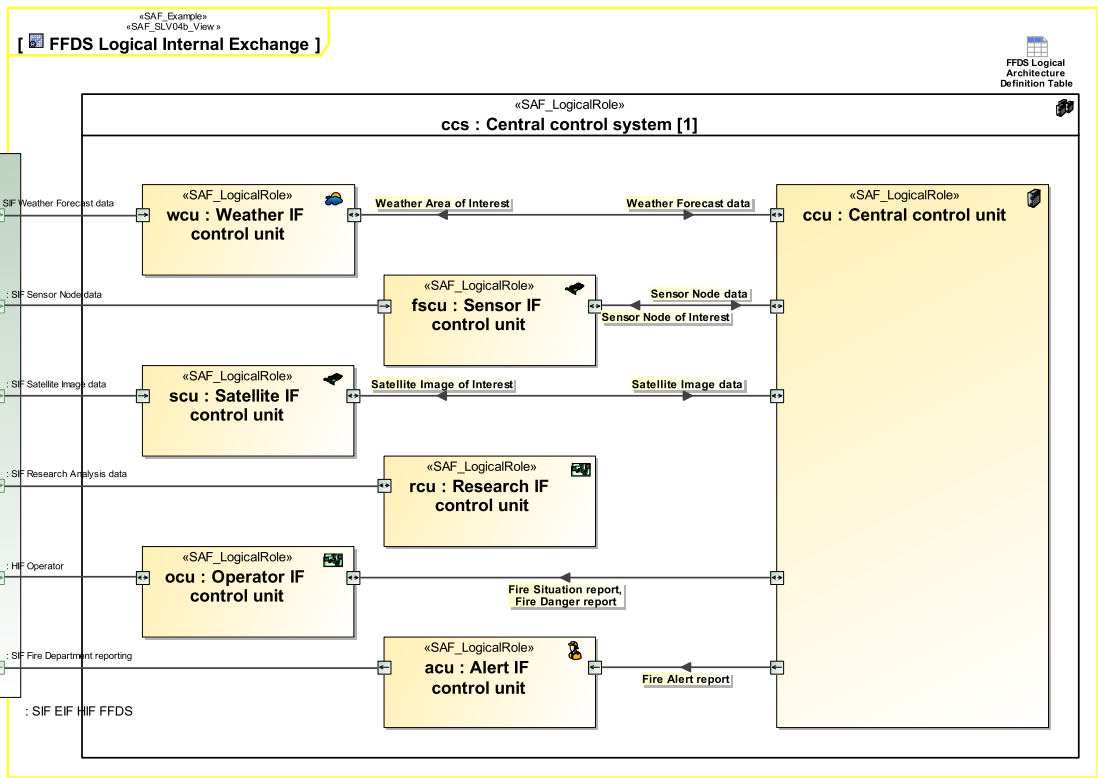 «SAF_Example»
«SAF_SLV04b_View »
[ FFDS Logical Internal Exchange ]
FFDS Logical
Architecture
Definition Table
«SAF_LogicalRole»
ccs : Central control system [1]
SIF Weather Forecast data
«SAF_LogicalRole»
wcu : Weather IF
control unit
Weather Area of Interest
Weather Forecast data
«SAF_LogicalRole»
ccu : Central control unit
: SIF Sensor Node data
«SAF_LogicalRole»
fscu : Sensor IF
control unit
Sensor Node data
Sensor Node of Interest
: SIF Satellite Image data
«SAF_LogicalRole»
scu : Satellite IF
control unit
Satellite Image of Interest
Satellite Image data
: SIF Research Analysis data
«SAF_LogicalRole»
rcu : Research IF
control unit
: HIF Operator
«SAF_LogicalRole»
ocu : Operator IF
control unit
Fire Situation report,
Fire Danger report
: SIF Fire Department reporting
«SAF_LogicalRole»
acu : Alert IF
control unit
Fire Alert report
: SIF EIF HIF FFDS